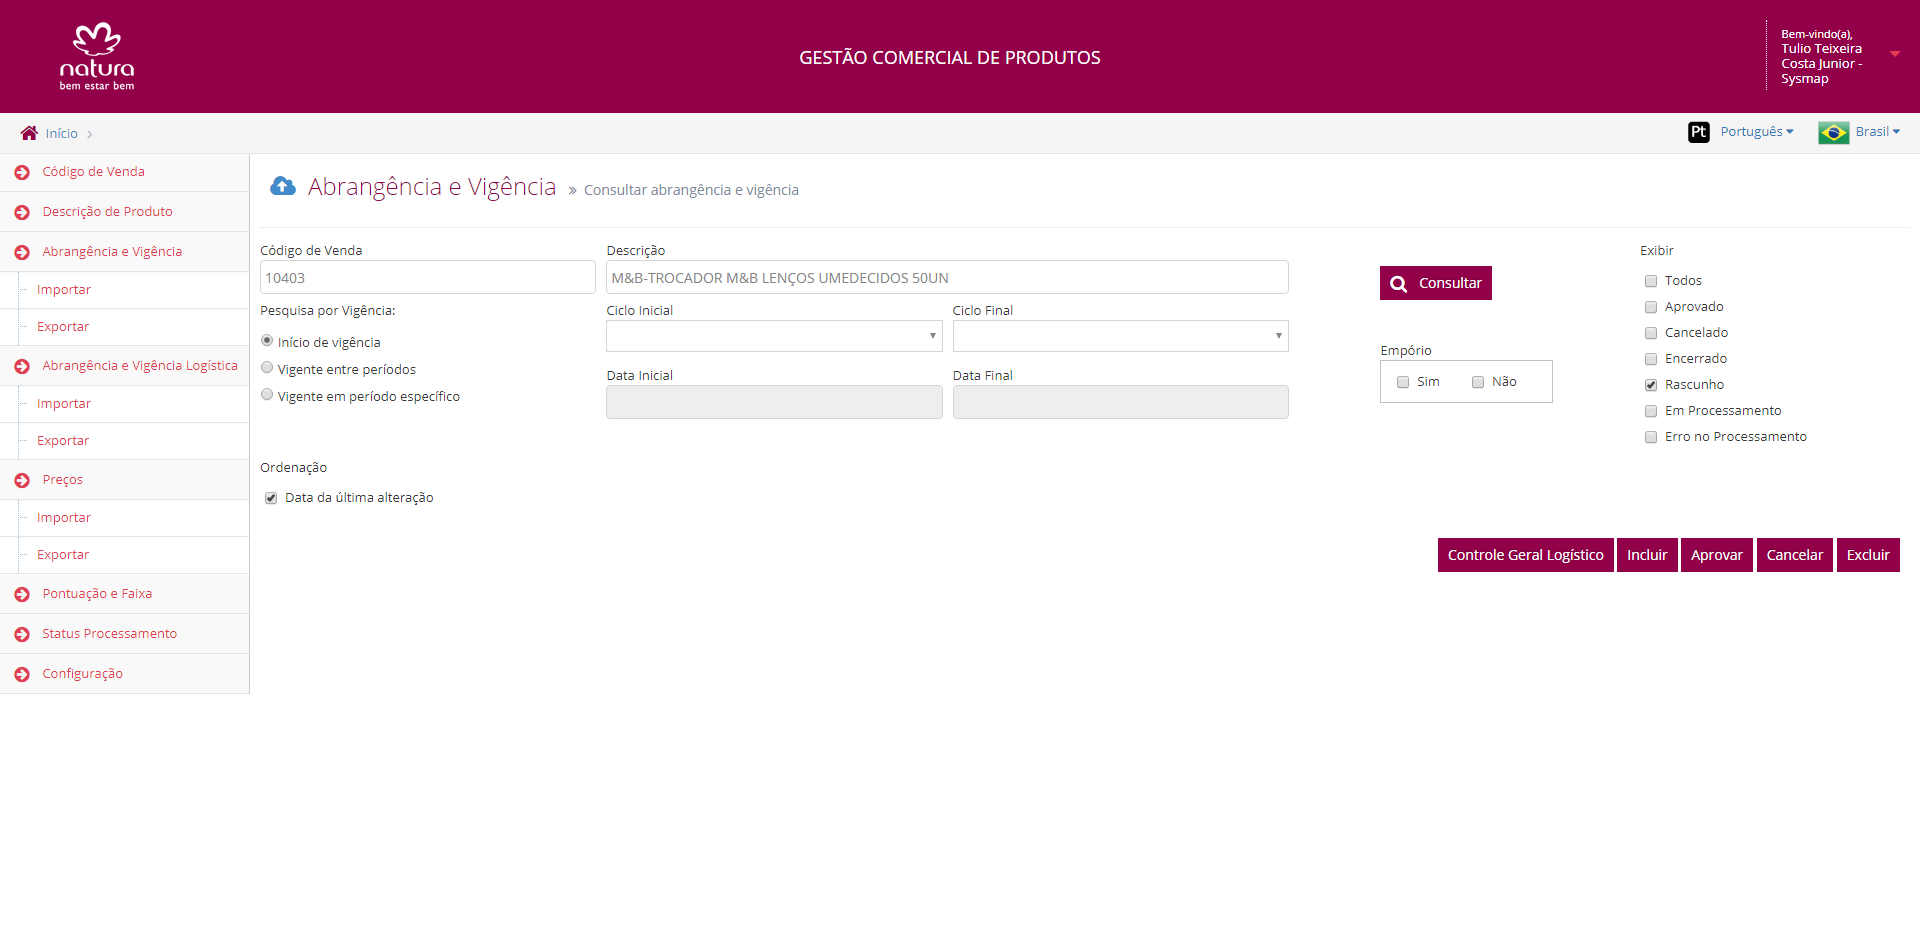 natura
bem estar bem
GESTÃO COMERCIAL DE PRODUTOS
Bem-vindo(a),
Tulio Teixeira
Costa Junior -
Sysmap
Início
Pt Português
Brasil
Código de Venda
Descrição de Produto
Abrangência e Vigência
Importar
Exportar
Abrangência e Vigência Logística
Importar
Exportar
Preços
Importar
Exportar
Pontuação e Faixa
Status Processamento
Configuração
Abrangência e Vigência » Consultar abrangência e vigência
Código de Venda
10403
Descrição
M&B-TROCADOR M&B LENÇOS UMEDECIDOS 50UN
Pesquisa por Vigência:
Início de vigência
Vigente entre períodos
Vigente em período específico
Ciclo Inicial
Ciclo Final
Data Inicial
Data Final
Consultar
Empório
Sim Não
Exibir
Todos
Aprovado
Cancelado
Encerrado
Rascunho
Em Processamento
Erro no Processamento
Ordenação
Data da última alteração
Controle Geral Logístico Incluir Aprovar Cancelar Excluir